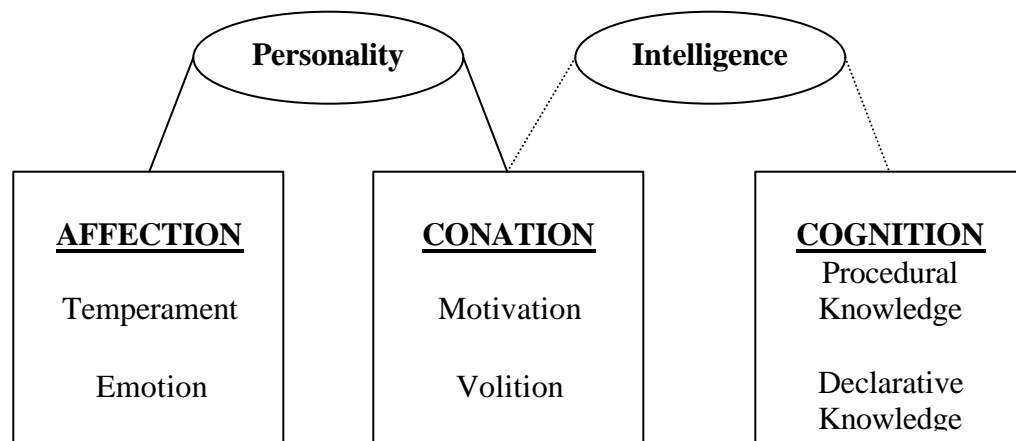 Personality
Intelligence
AFFECTION
Temperament
Emotion
CONATION
Motivation
Volition
COGNITION
Procedural
Knowledge
Declarative
Knowledge